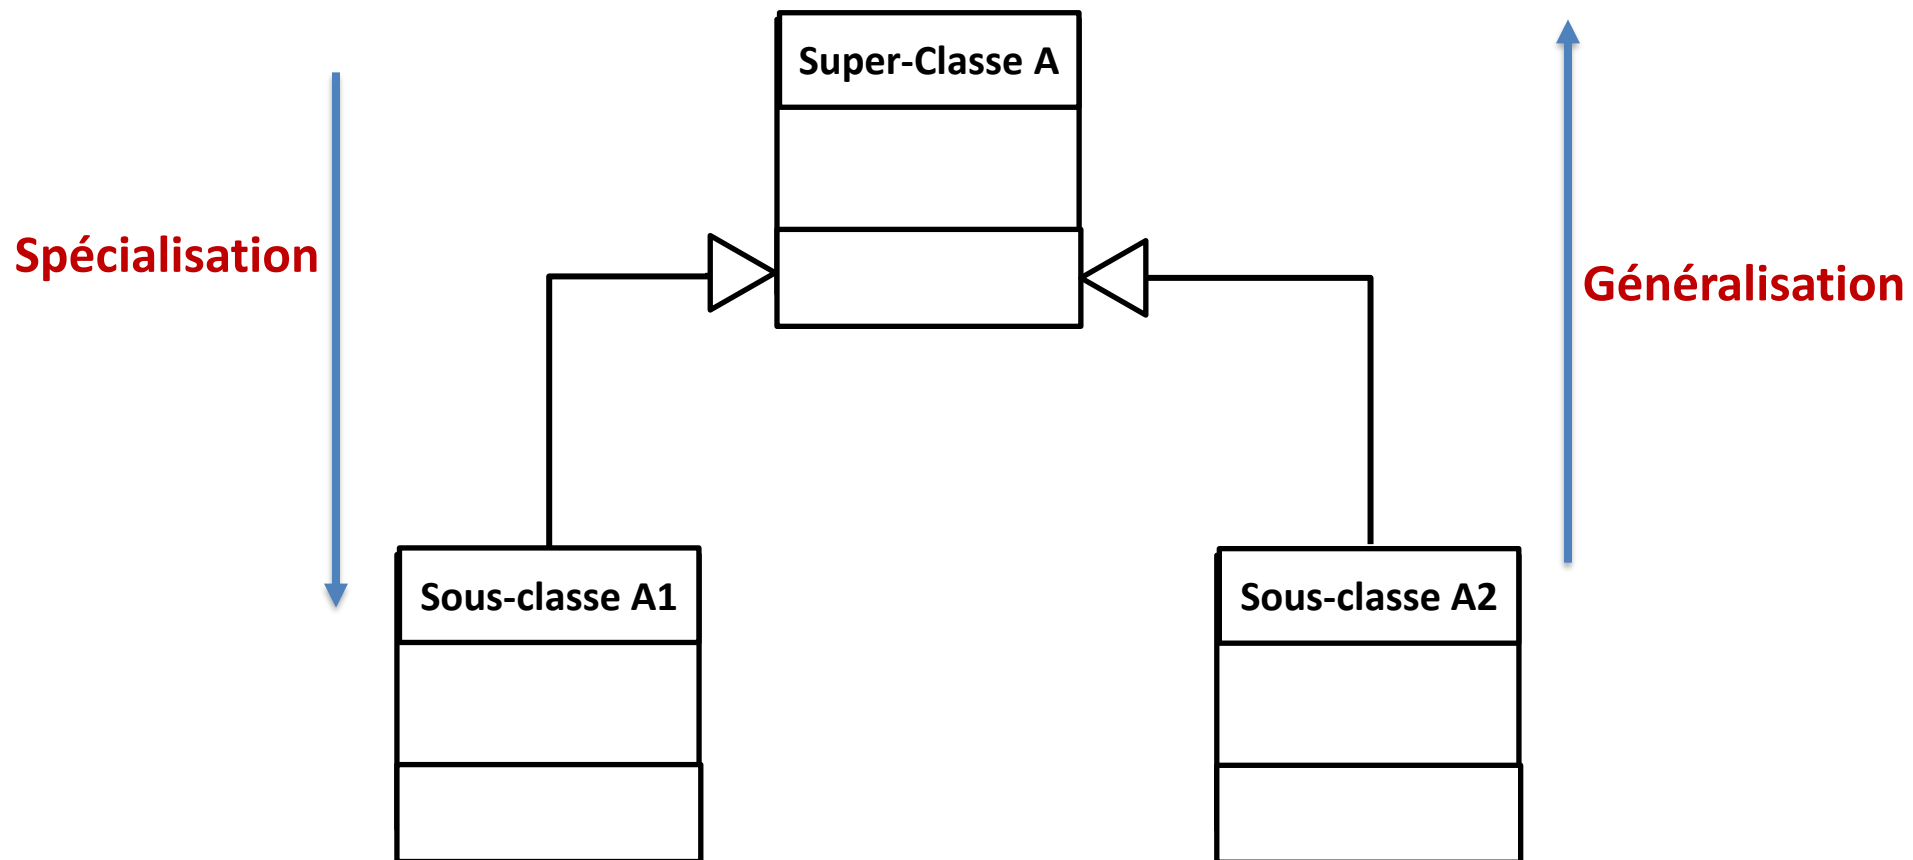 Super-Classe A
Spécialisation
Généralisation
Sous-classe A1
Sous-classe A2